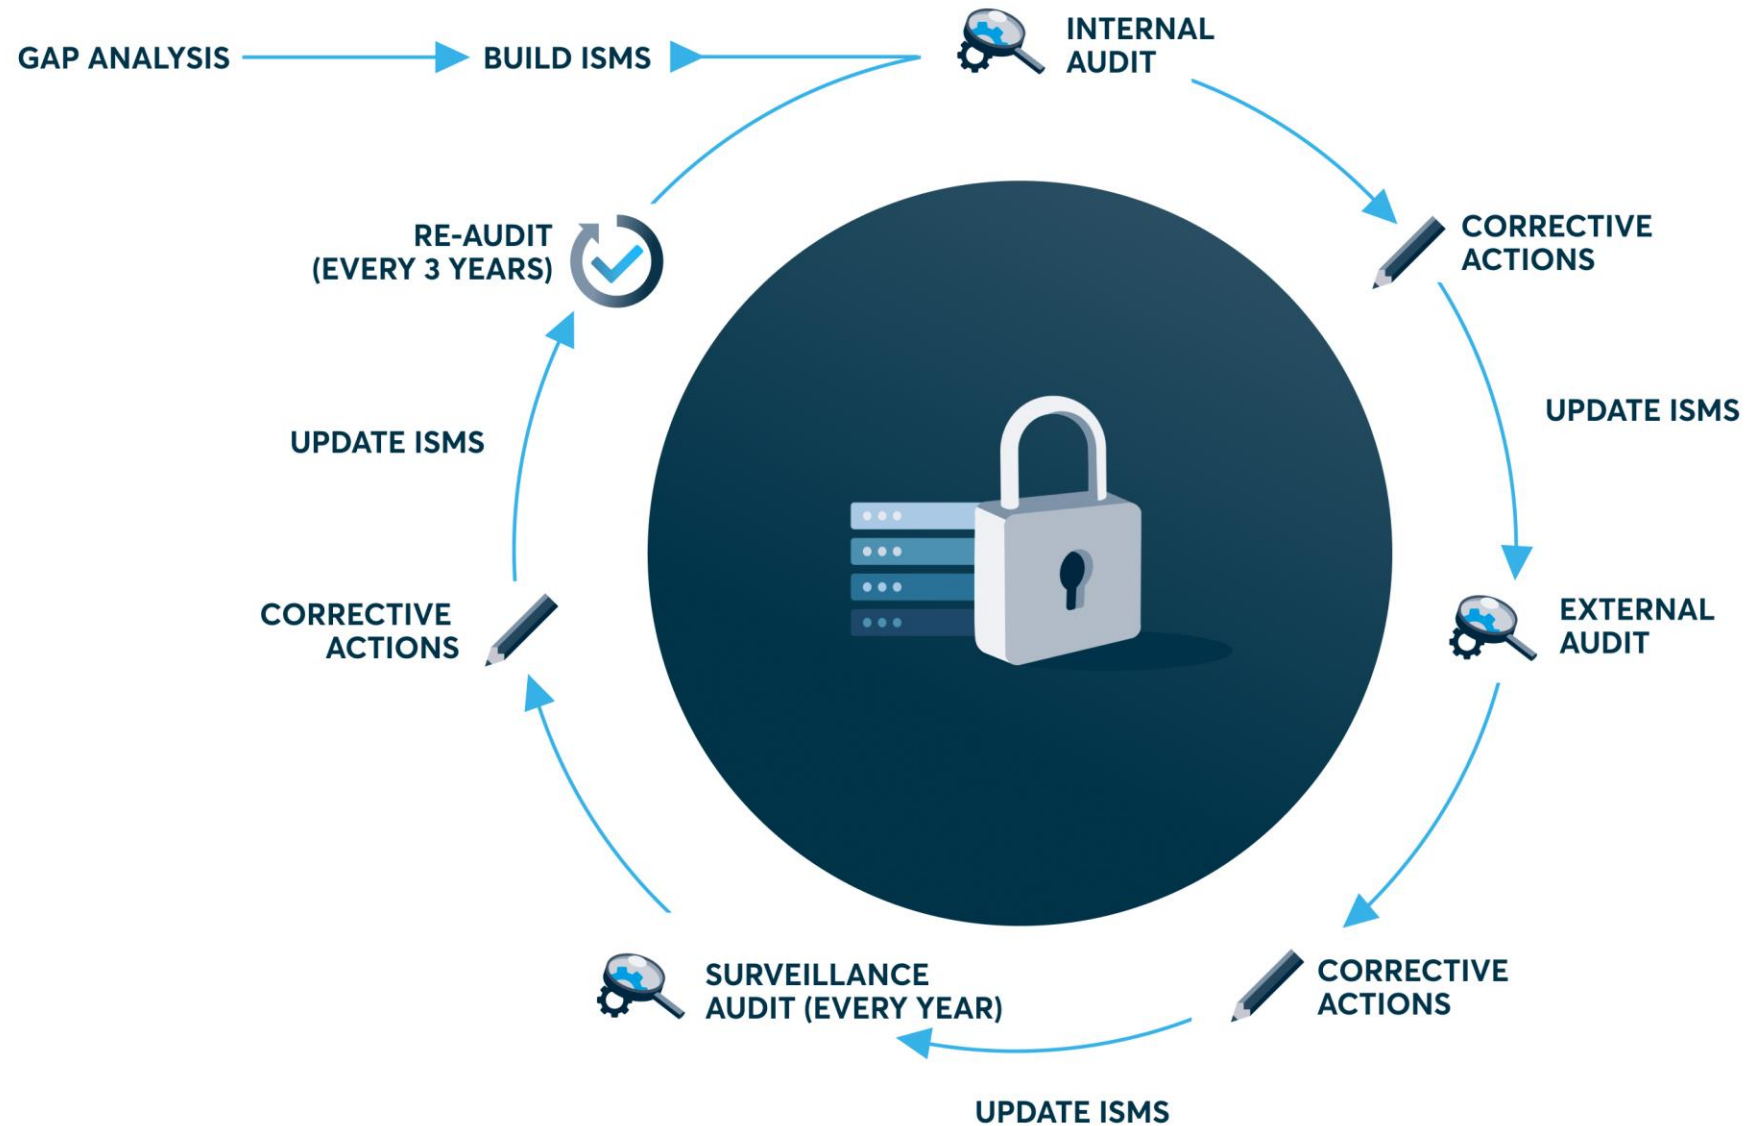 GAP ANALYSIS
BUILD ISMS
INTERNAL
AUDIT
CORRECTIVE
ACTIONS
UPDATE ISMS
EXTERNAL
AUDIT
CORRECTIVE
ACTIONS
UPDATE ISMS
SURVEILLANCE
AUDIT (EVERY YEAR)
CORRECTIVE
ACTIONS
UPDATE ISMS
RE-AUDIT
(EVERY 3 YEARS)